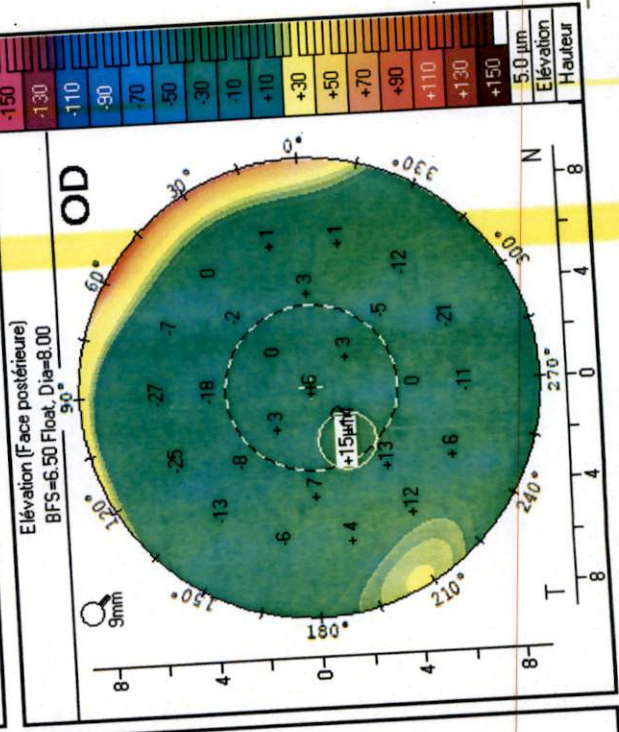 Elévation (Face postérieure)
BFS=6.50 Float, Dia=8.00
9mm
OD
90°
120°
60°
150°
30°
180°
0°
210°
330°
240°
300°
270°
-25 -27 -7
-13 -18 0
-8 -2
-6 +3 0 +1
+7 +6 +3
+4 +15µm +3 +1
+13 -5
+12 0 -12
+6 -11 -21
8
4
0
4
8
T N
8 4 0 4 8
-150
-130
-110
-90
-70
-50
-30
-10
+10
+30
+50
+70
+90
+110
+130
+150
5.0 µm
Elévation
Hauteur